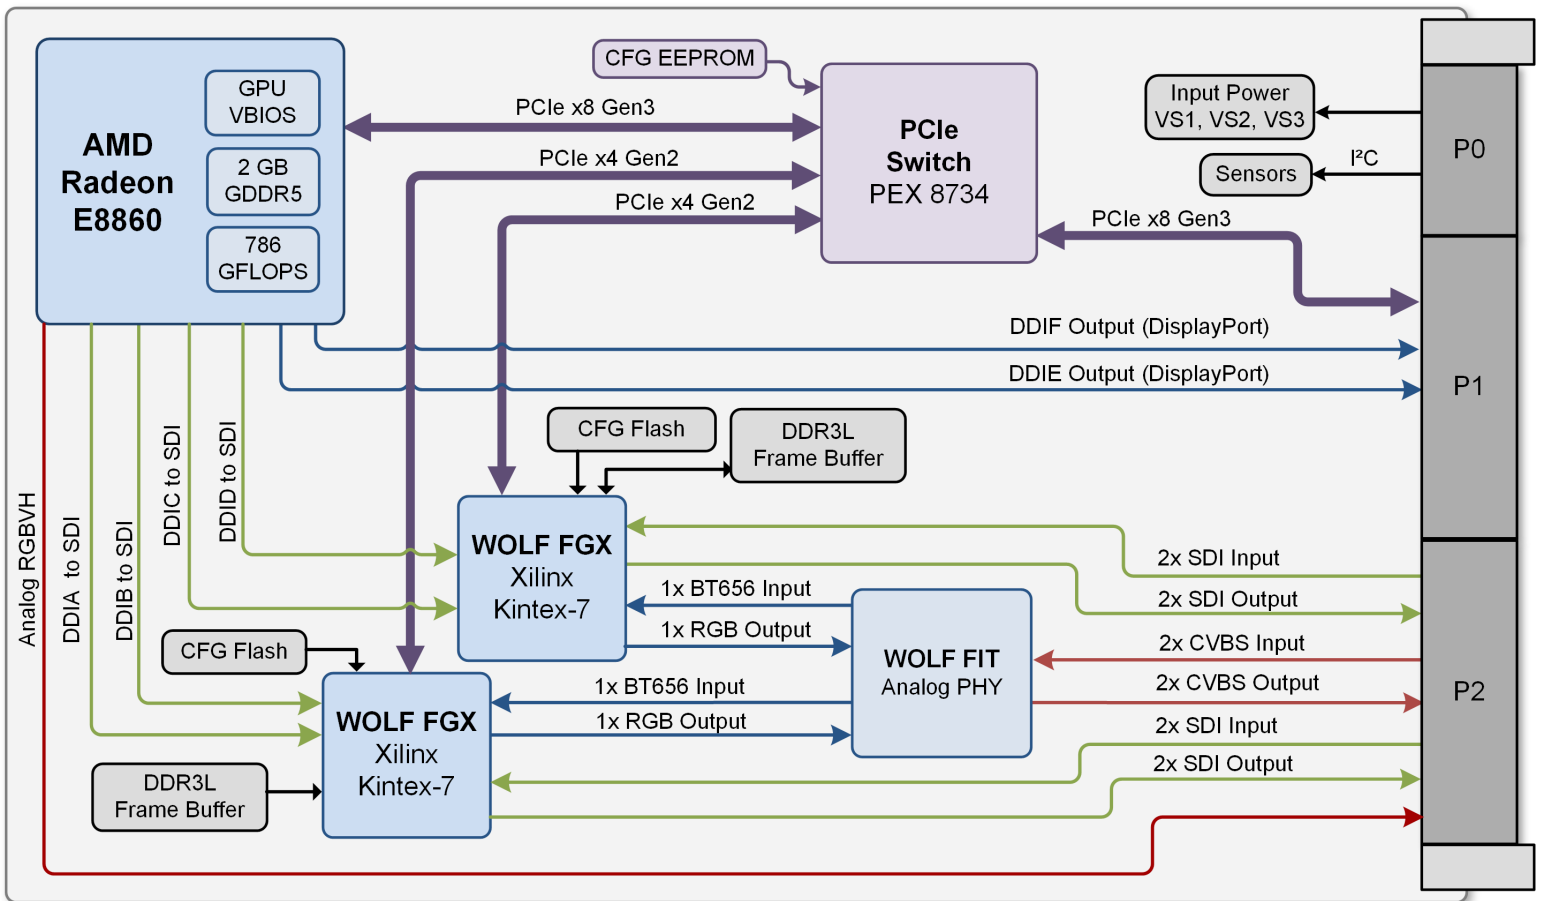 AMD
Radeon
E8860
GPU
VBIOS
2 GB
GDDR5
786
GFLOPS
CFG EEPROM
PCIe x8 Gen3
PCIe x4 Gen2
PCIe x4 Gen2
PCIe
Switch
PEX 8734
Input Power
VS1, VS2, VS3
I²C
Sensors
P0
PCIe x8 Gen3
DDIF Output (DisplayPort)
DDIE Output (DisplayPort)
P1
Analog RGBVH
DDIA to SDI
DDIB to SDI
DDIC to SDI
DDID to SDI
CFG Flash
DDR3L
Frame Buffer
WOLF FGX
Xilinx
Kintex-7
1x BT656 Input
1x RGB Output
2x SDI Input
2x SDI Output
2x CVBS Input
2x CVBS Output
2x SDI Input
2x SDI Output
P2
WOLF FIT
Analog PHY
CFG Flash
1x BT656 Input
1x RGB Output
WOLF FGX
Xilinx
Kintex-7
DDR3L
Frame Buffer